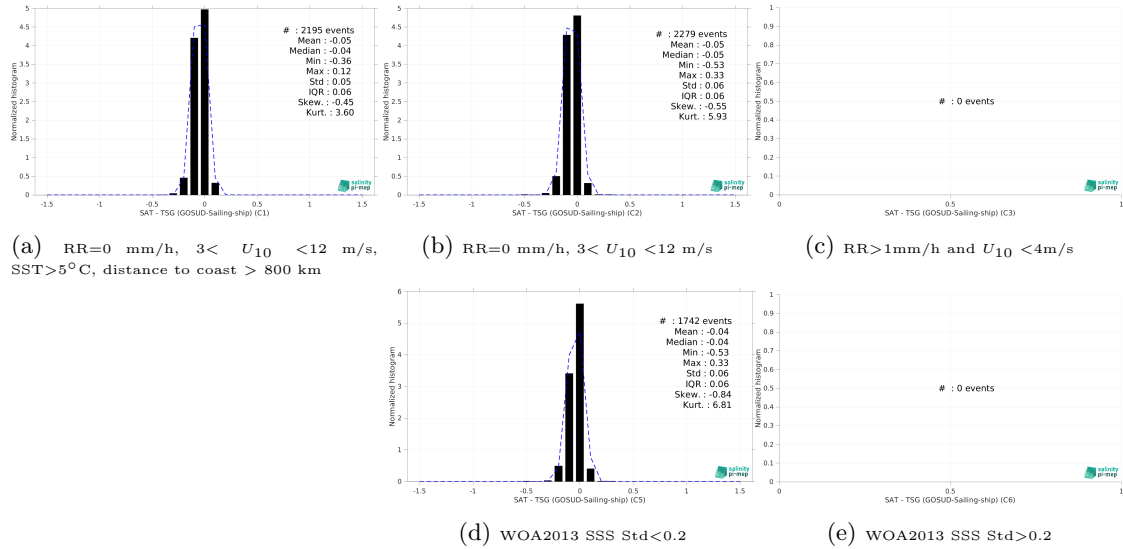 5
4.5
4
3.5
3
2.5
2
1.5
1
0.5
0
Normalized histogram
# : 2195 events
Mean : -0.05
Median : -0.04
Min : -0.36
Max : 0.12
Std : 0.05
IQR : 0.06
Skew. : -0.45
Kurt. : 3.60
salinity
pi-mep
-1.5 -1 -0.5 0 0.5 1 1.5
SAT - TSG (GOSUD-Sailing-ship) (C1)
(a) RR=0 mm/h, 3< U10 <12 m/s,
SST>5°C, distance to coast > 800 km
5
4.5
4
3.5
3
2.5
2
1.5
1
0.5
0
Normalized histogram
# : 2279 events
Mean : -0.05
Median : -0.05
Min : -0.53
Max : 0.33
Std : 0.06
IQR : 0.06
Skew. : -0.55
Kurt. : 5.93
salinity
pi-mep
-1.5 -1 -0.5 0 0.5 1 1.5
SAT - TSG (GOSUD-Sailing-ship) (C2)
(b) RR=0 mm/h, 3< U10 <12 m/s
1
0.9
0.8
0.7
0.6
0.5
0.4
0.3
0.2
0.1
0
Normalized histogram
# : 0 events
salinity
pi-mep
0.5 1
SAT - TSG (GOSUD-Sailing-ship) (C3)
(c) RR>1mm/h and U10 <4m/s
6
5
4
3
2
1
0
Normalized histogram
# : 1742 events
Mean : -0.04
Median : -0.04
Min : -0.53
Max : 0.33
Std : 0.06
IQR : 0.06
Skew. : -0.84
Kurt. : 6.81
salinity
pi-mep
-1.5 -1 -0.5 0 0.5 1 1.5
SAT - TSG (GOSUD-Sailing-ship) (C5)
(d) WOA2013 SSS Std<0.2
1
0.9
0.8
0.7
0.6
0.5
0.4
0.3
0.2
0.1
0
Normalized histogram
# : 0 events
salinity
pi-mep
0.5 1
SAT - TSG (GOSUD-Sailing-ship) (C6)
(e) WOA2013 SSS Std>0.2